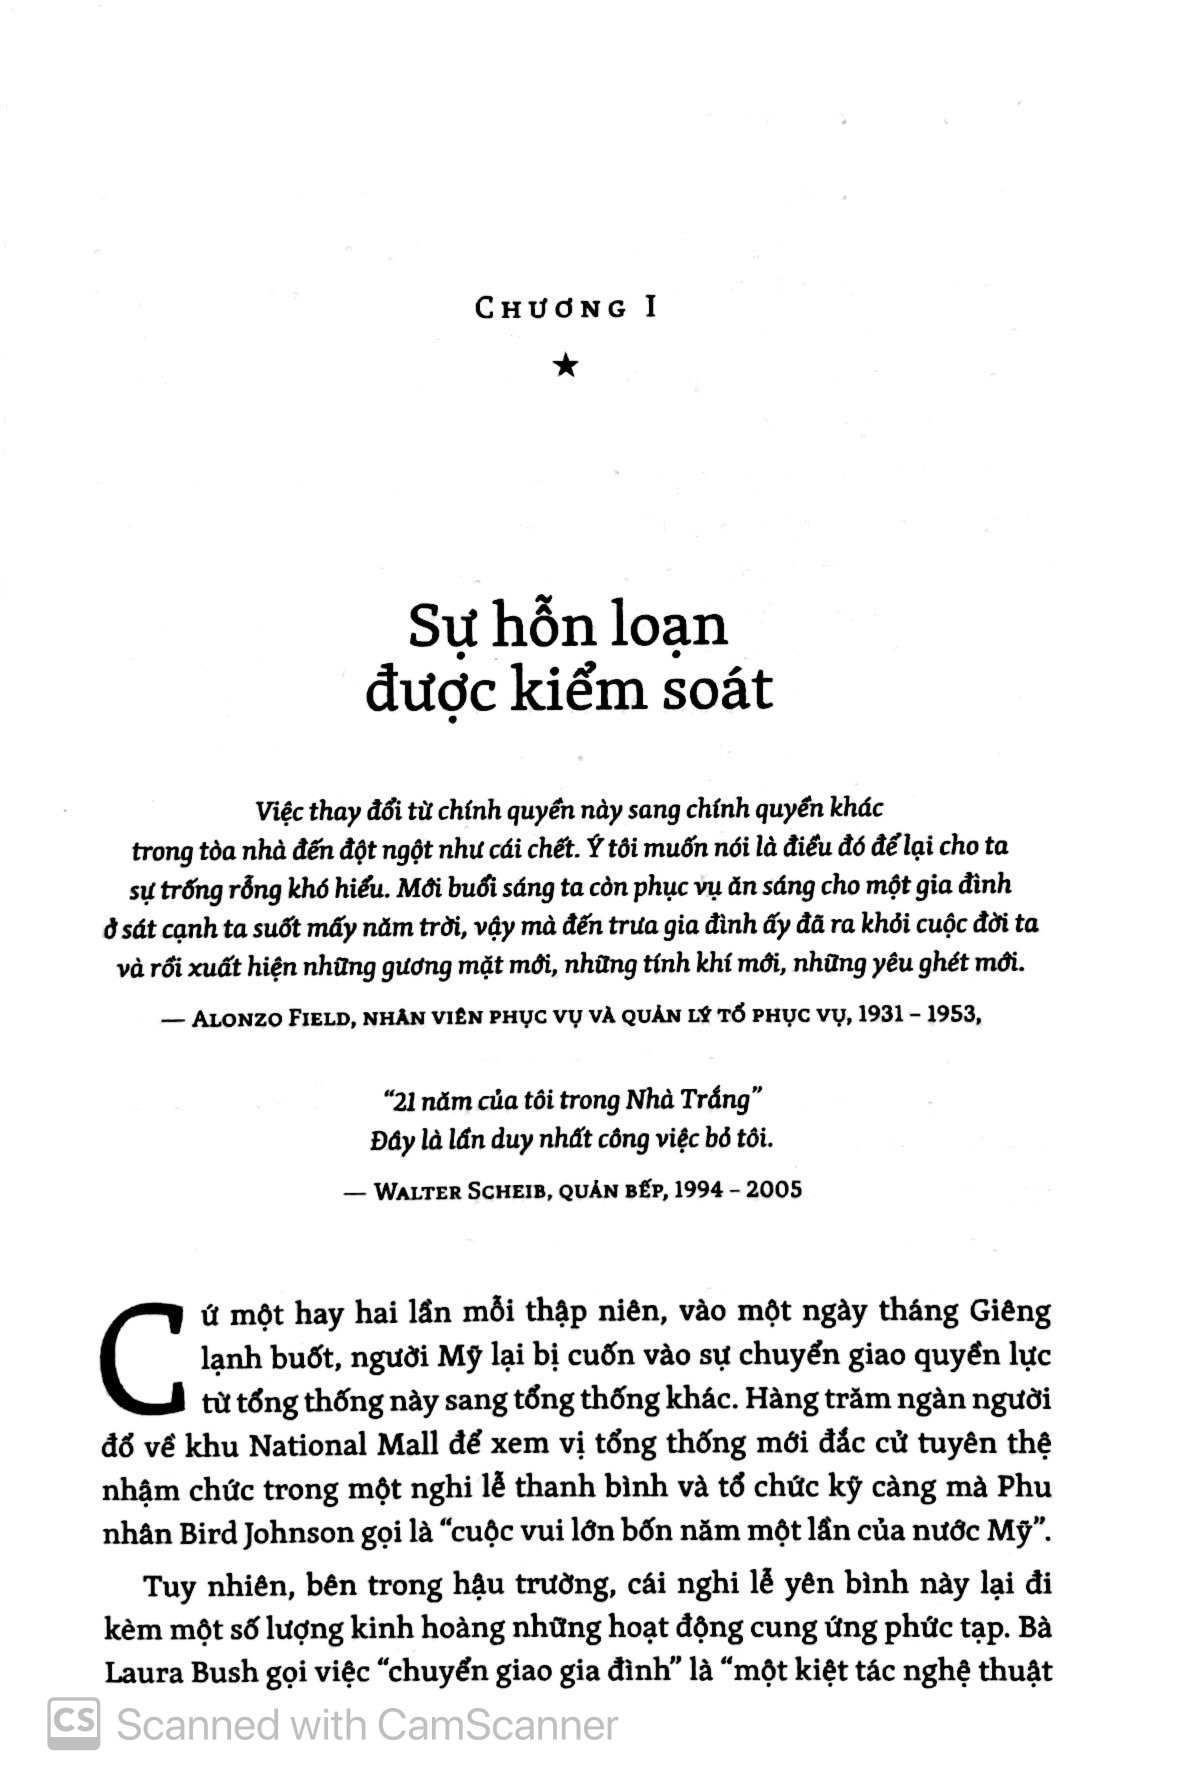 CHƯƠNG I
★
Sự hỗn loạn
được kiểm soát
Việc thay đổi từ chính quyền này sang chính quyền khác
trong tòa nhà đến đột ngột như cái chết. Ý tôi muốn nói là điều đó để lại cho ta
sự trống rỗng khó hiểu. Mới buổi sáng ta còn phục vụ ăn sáng cho một gia đình
ở sát cạnh ta suốt mấy năm trời, vậy mà đến trưa gia đình ấy đã ra khỏi cuộc đời ta
và rồi xuất hiện những gương mặt mới, những tính khí mới, những yêu ghét mới.
— ALONZO FIELD, NHÂN VIÊN PHỤC VỤ VÀ QUẢN LÝ TỔ PHỤC VỤ, 1931 – 1953,
“21 năm của tôi trong Nhà Trắng”
Đây là lần duy nhất công việc bỏ tôi.
— WALTER SCHEIB, QUẢN BẾP, 1994 – 2005
Cứ một hay hai lần mỗi thập niên, vào một ngày tháng Giêng
lạnh buốt, người Mỹ lại bị cuốn vào sự chuyển giao quyền lực
từ tổng thống này sang tổng thống khác. Hàng trăm ngàn người
đổ về khu National Mall để xem vị tổng thống mới đắc cử tuyên thệ
nhậm chức trong một nghi lễ thanh bình và tổ chức kỹ càng mà Phu
nhân Bird Johnson gọi là “cuộc vui lớn bốn năm một lần của nước Mỹ”.
Tuy nhiên, bên trong hậu trường, cái nghi lễ yên bình này lại đi
kèm một số lượng kinh hoàng những hoạt động cung ứng phức tạp. Bà
Laura Bush gọi việc “chuyển giao gia đình” là “một kiệt tác nghệ thuật
CS Scanned with CamScanner